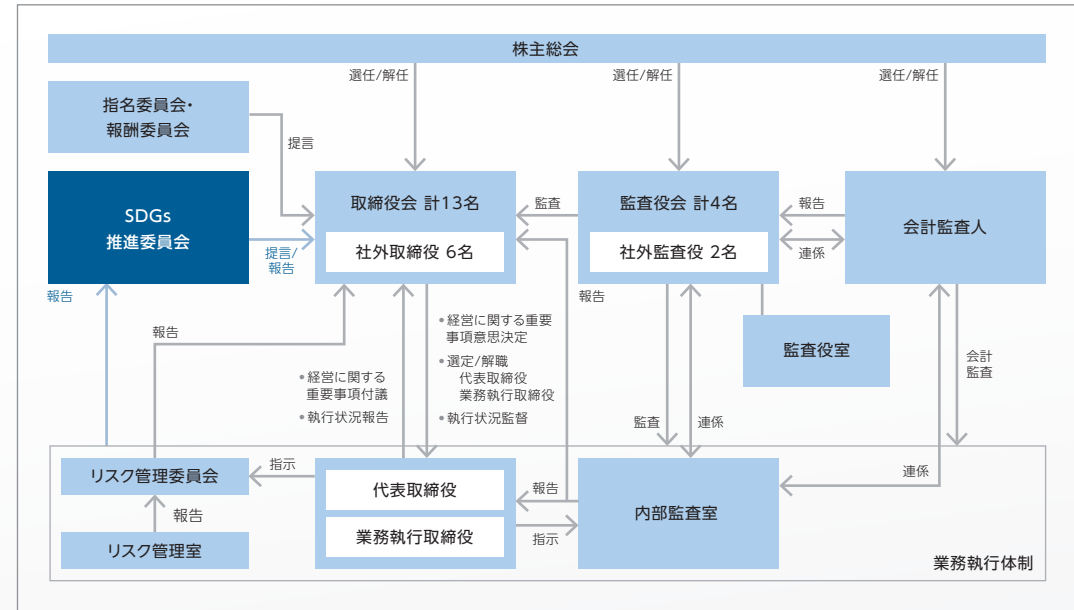 株主総会
選任/解任
選任/解任
選任/解任
指名委員会・
報酬委員会
提言
SDGs
推進委員会
提言/
報告
報告
取締役会 計13名
社外取締役 6名
監査
監査役会 計4名
社外監査役 2名
報告
連係
会計監査人
報告
監査役室
会計
監査
報告
•経営に関する
重要事項付議
•執行状況報告
•経営に関する重要
事項意思決定
•選定/解職
代表取締役
業務執行取締役
•執行状況監督
監査
連係
連係
リスク管理委員会
指示
報告
リスク管理室
代表取締役
業務執行取締役
報告
指示
内部監査室
業務執行体制